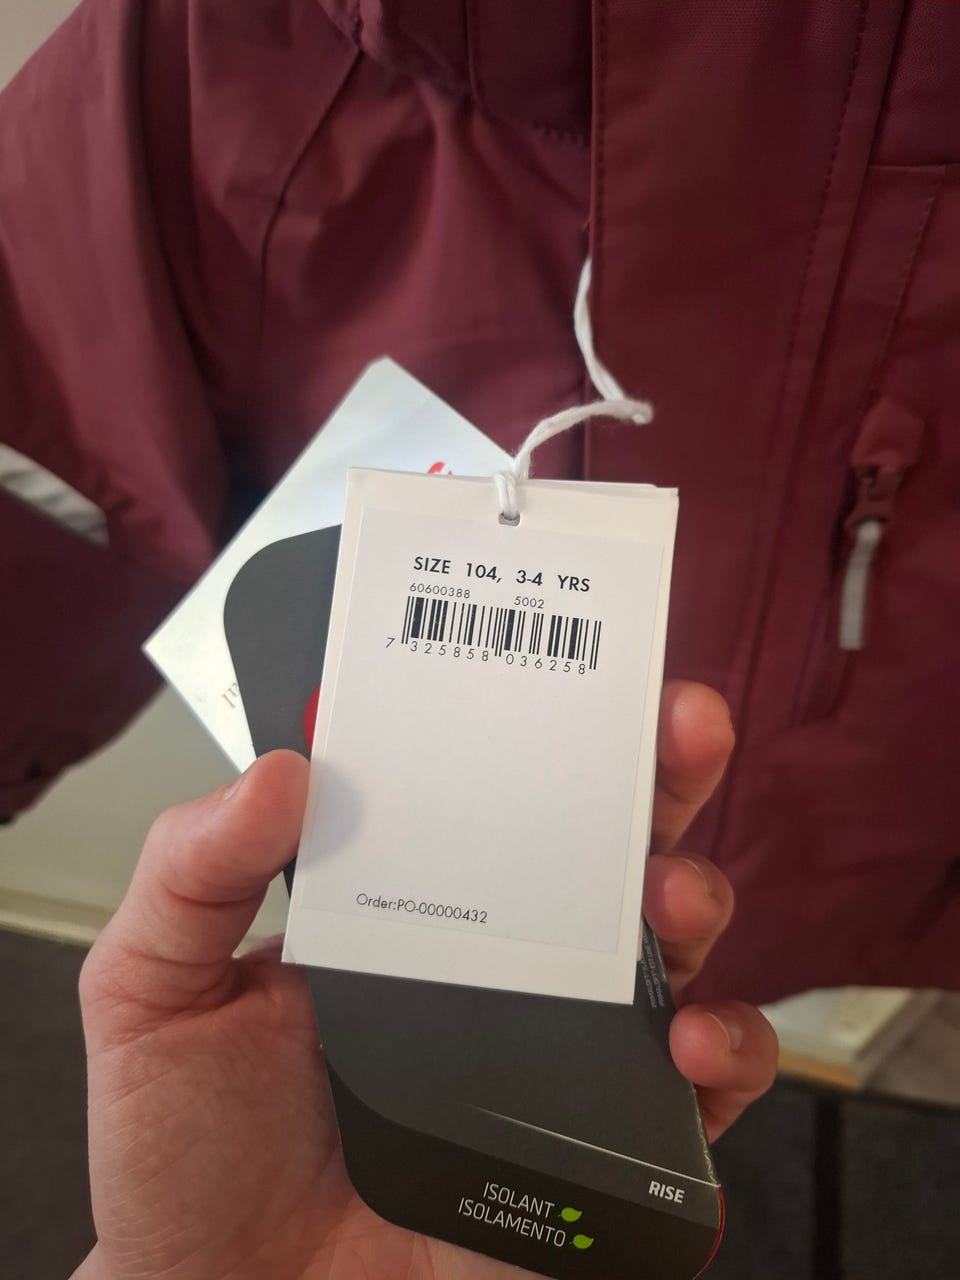 SIZE 104, 3-4 YRS
60600388 5002
7 325858 036258
Order:PO-00000432
RISE
ISOLANT
ISOLAMENTO